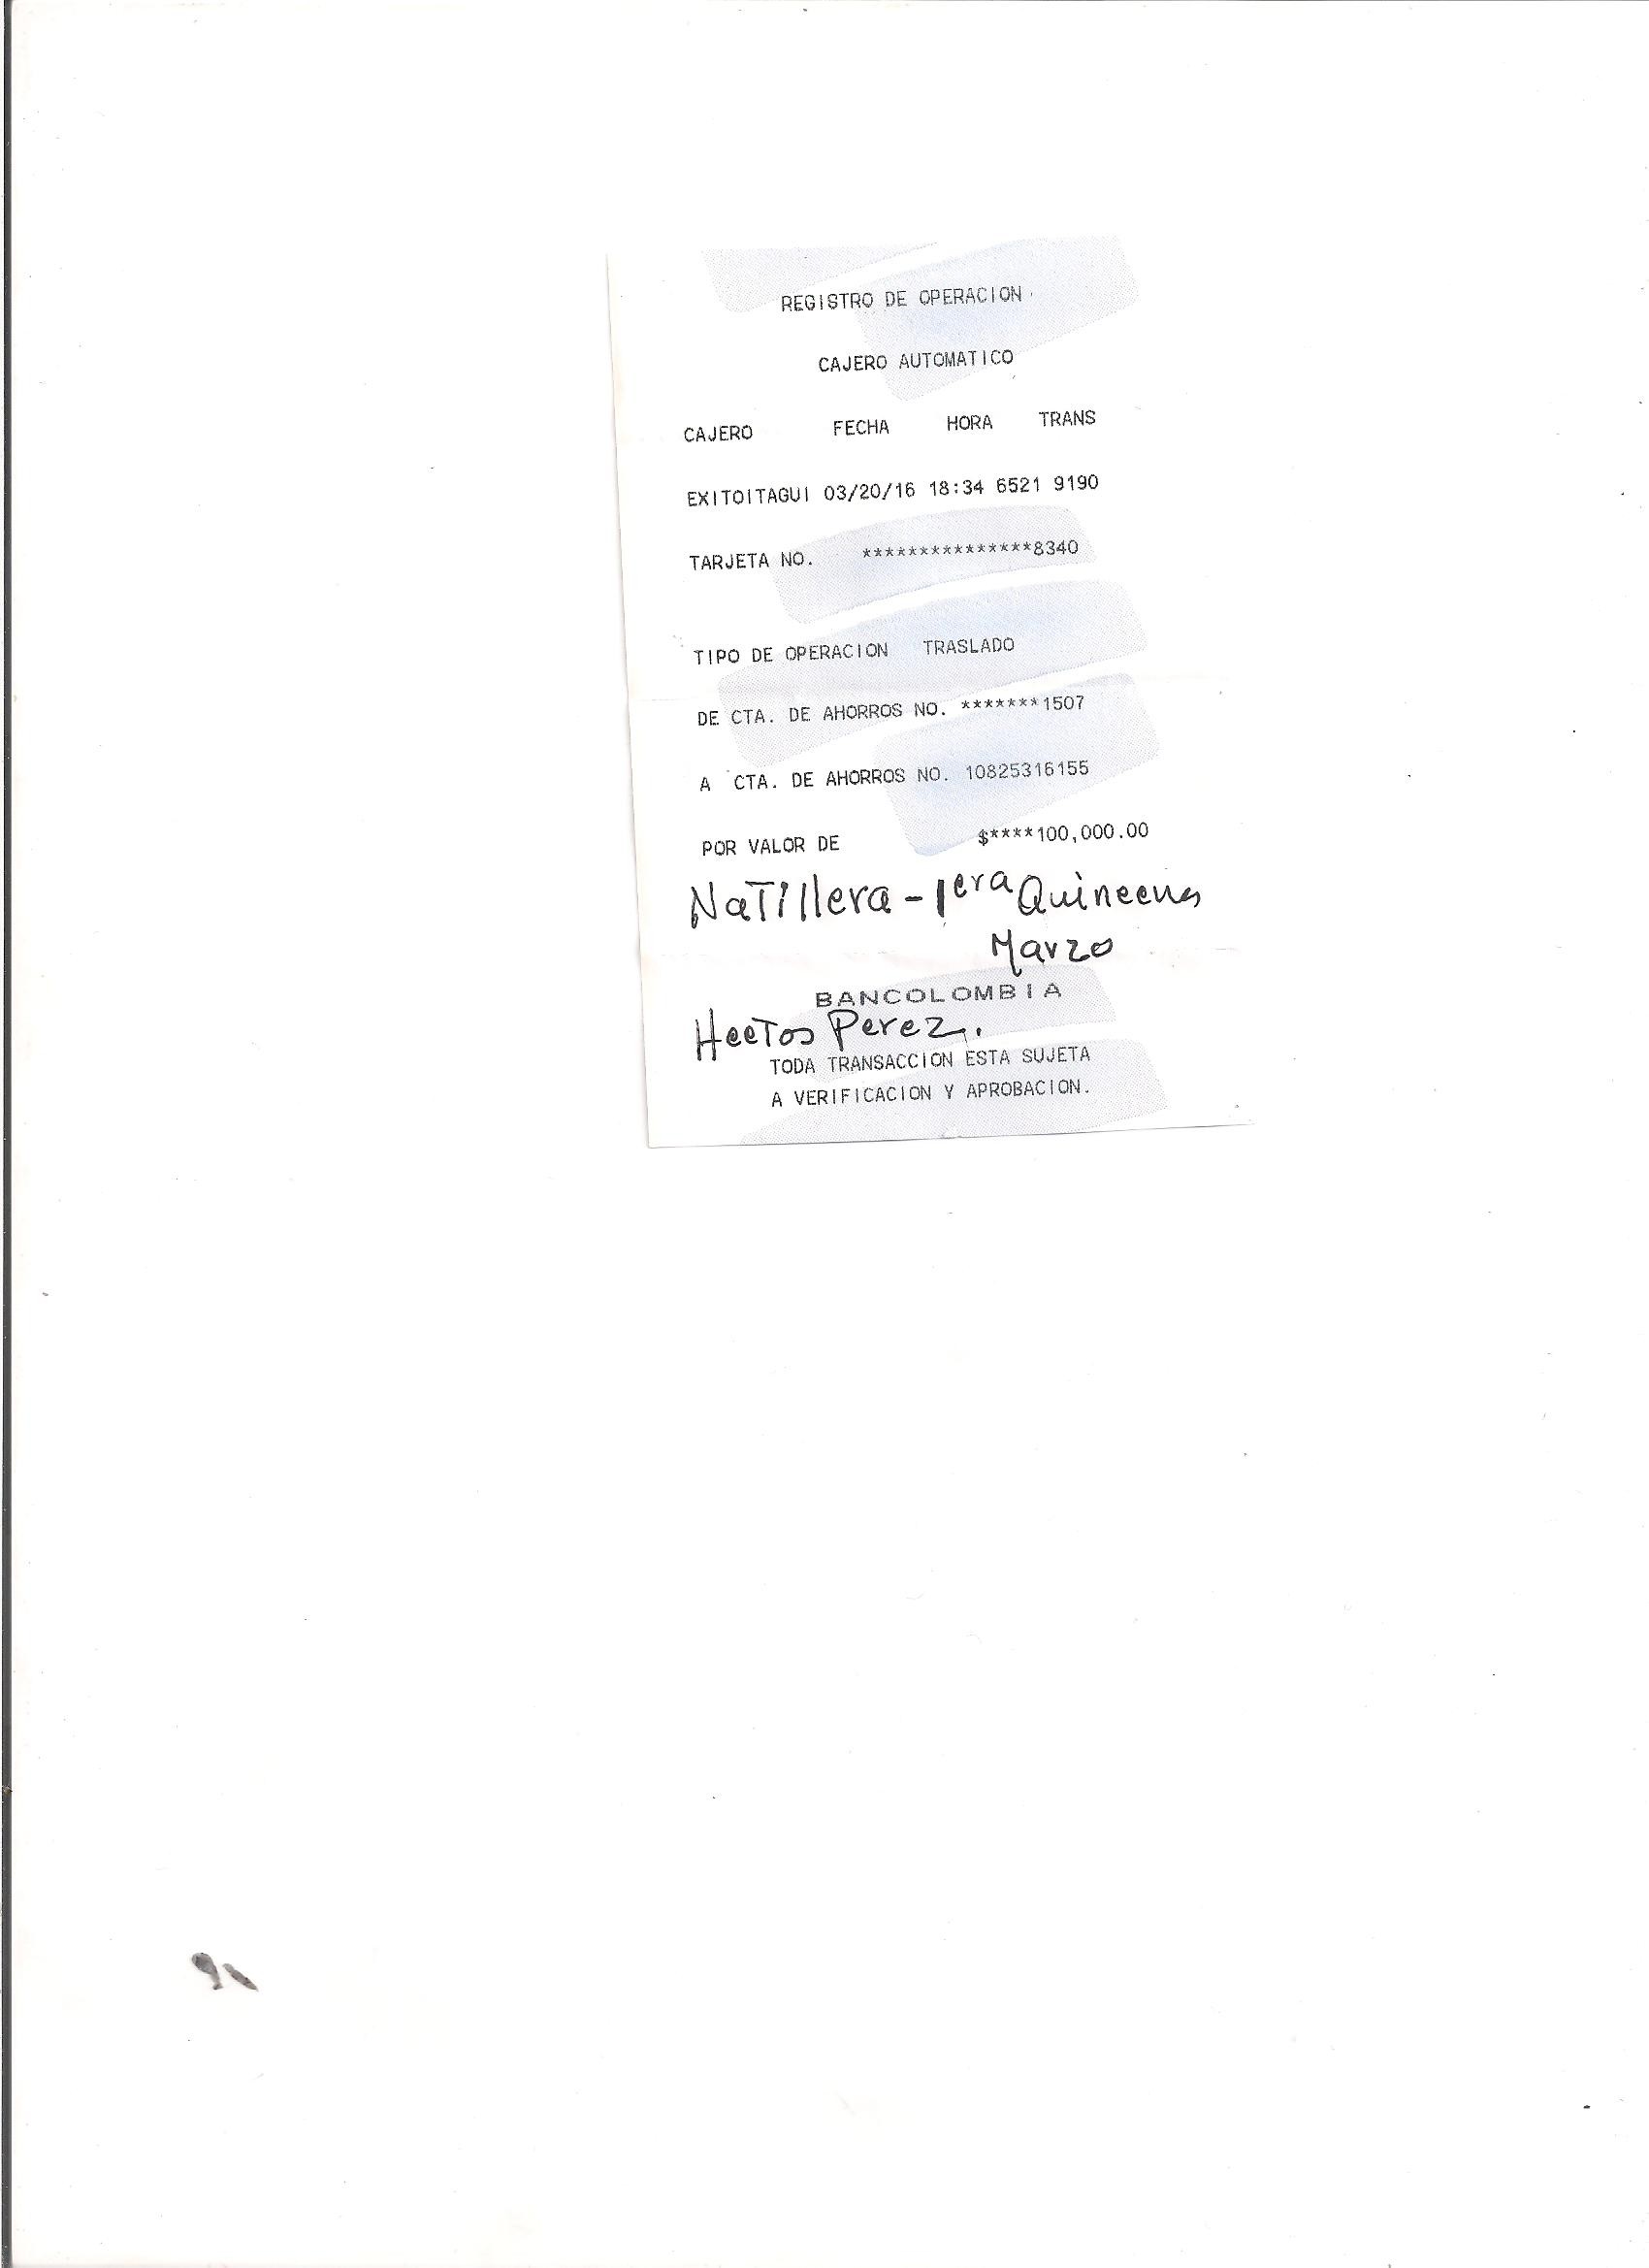 REGISTRO DE OPERACION
CAJERO AUTOMATICO
CAJERO FECHA HORA TRANS
EXITOITAGUI 03/20/16 18:34 6521 9190
TARJETA NO. ***************8340
TIPO DE OPERACION TRASLADO
DE CTA. DE AHORROS NO. *******1507
A CTA. DE AHORROS NO. 10825316155
POR VALOR DE $****100,000.00
NaTillera - 1era Quincena
Marzo
BANCOLOMBIA
HecTor Perez.
TODA TRANSACCION ESTA SUJETA
A VERIFICACION Y APROBACION.